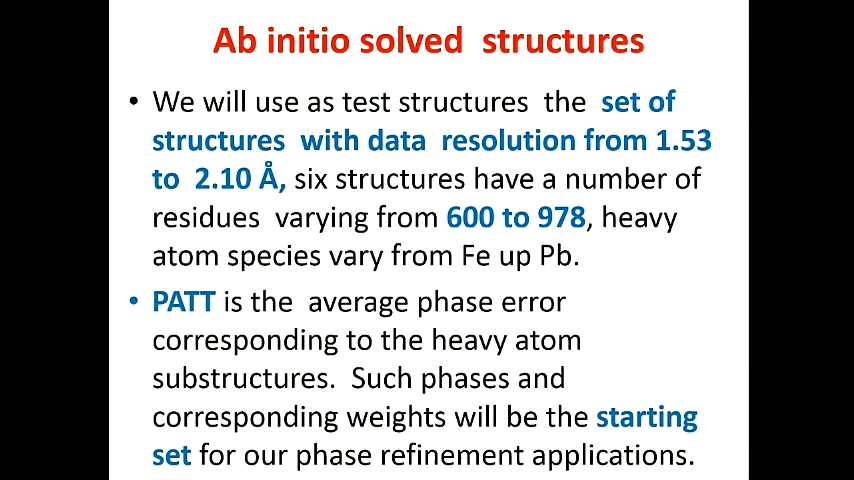 Ab initio solved structures
• We will use as test structures the set of
structures with data resolution from 1.53
to 2.10 Å, six structures have a number of
residues varying from 600 to 978, heavy
atom species vary from Fe up Pb.
• PATT is the average phase error
corresponding to the heavy atom
substructures. Such phases and
corresponding weights will be the starting
set for our phase refinement applications.